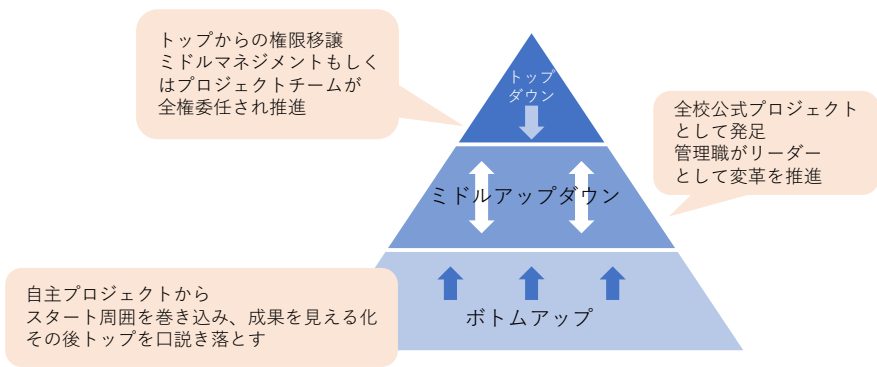 トップからの権限移譲
ミドルマネジメントもしく
はプロジェクトチームが
全権委任され推進
トップ
ダウン
全校公式プロジェクト
として発足
管理職がリーダー
として変革を推進
ミドルアップダウン
自主プロジェクトから
スタート周囲を巻き込み、成果を見える化
その後トップを口説き落とす
ボトムアップ